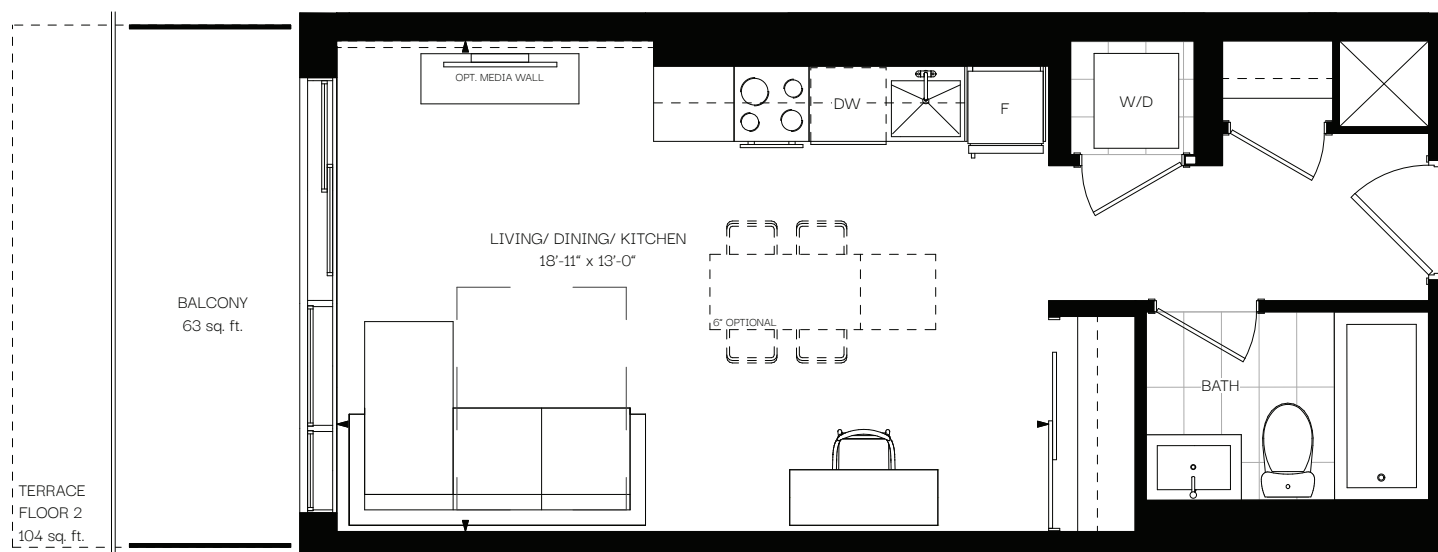 OPT. MEDIA WALL
DW
F
W/D
LIVING/ DINING/ KITCHEN
18'-11" x 13'-0"
BALCONY
63 sq. ft.
6" OPTIONAL
BATH
TERRACE
FLOOR 2
104 sq. ft.